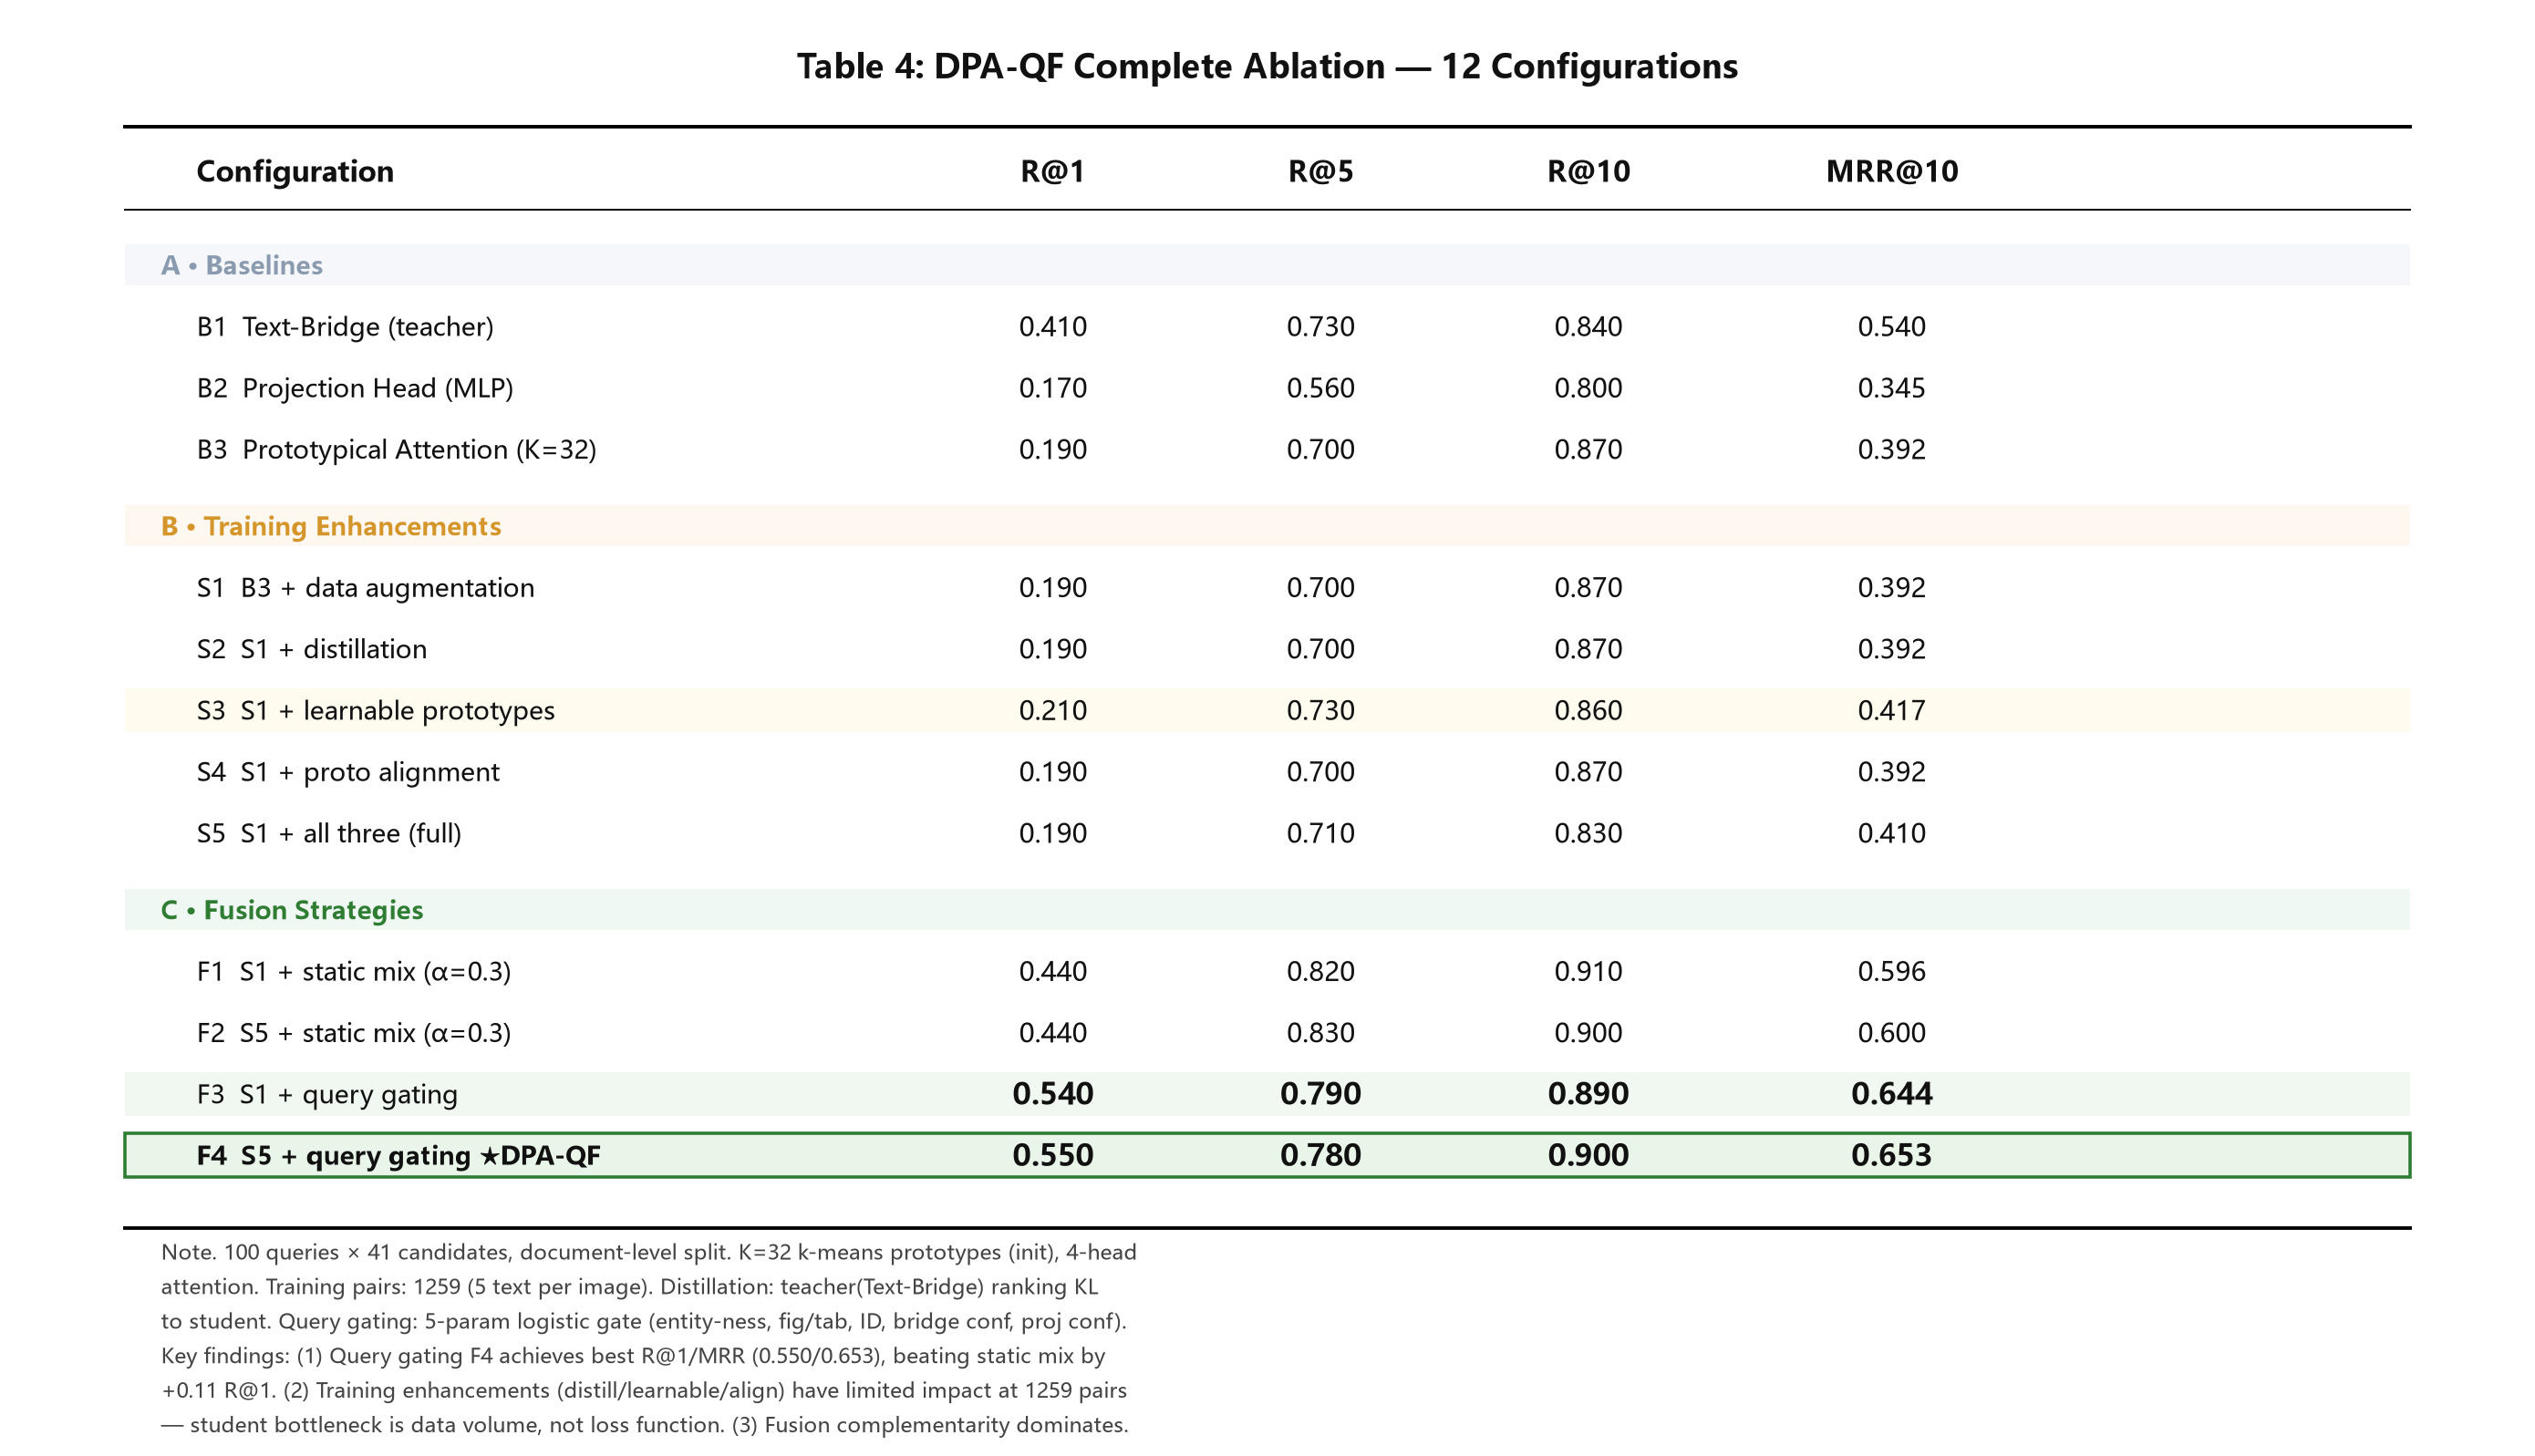 Table 4: DPA-QF Complete Ablation — 12 Configurations
Configuration R@1 R@5 R@10 MRR@10
A • Baselines
B1 Text-Bridge (teacher) 0.410 0.730 0.840 0.540
B2 Projection Head (MLP) 0.170 0.560 0.800 0.345
B3 Prototypical Attention (K=32) 0.190 0.700 0.870 0.392
B • Training Enhancements
S1 B3 + data augmentation 0.190 0.700 0.870 0.392
S2 S1 + distillation 0.190 0.700 0.870 0.392
S3 S1 + learnable prototypes 0.210 0.730 0.860 0.417
S4 S1 + proto alignment 0.190 0.700 0.870 0.392
S5 S1 + all three (full) 0.190 0.710 0.830 0.410
C • Fusion Strategies
F1 S1 + static mix (α=0.3) 0.440 0.820 0.910 0.596
F2 S5 + static mix (α=0.3) 0.440 0.830 0.900 0.600
F3 S1 + query gating 0.540 0.790 0.890 0.644
F4 S5 + query gating ★DPA-QF 0.550 0.780 0.900 0.653
Note. 100 queries × 41 candidates, document-level split. K=32 k-means prototypes (init), 4-head
attention. Training pairs: 1259 (5 text per image). Distillation: teacher(Text-Bridge) ranking KL
to student. Query gating: 5-param logistic gate (entity-ness, fig/tab, ID, bridge conf, proj conf).
Key findings: (1) Query gating F4 achieves best R@1/MRR (0.550/0.653), beating static mix by
+0.11 R@1. (2) Training enhancements (distill/learnable/align) have limited impact at 1259 pairs
— student bottleneck is data volume, not loss function. (3) Fusion complementarity dominates.